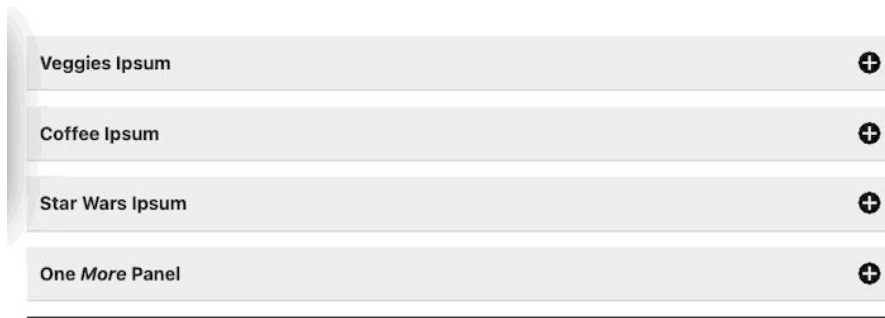 Veggies Ipsum
Coffee Ipsum
Star Wars Ipsum
One More Panel